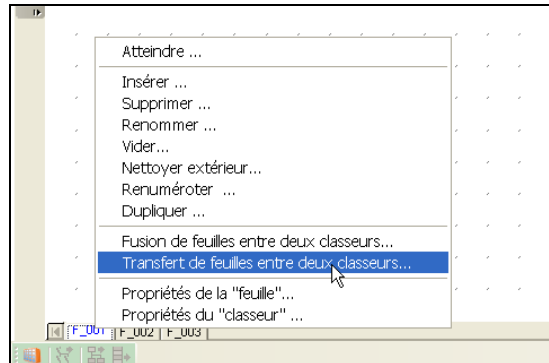 Atteindre ...
Insérer ...
Supprimer ...
Renommer ...
Vider...
Nettoyer extérieur...
Renuméroter ...
Dupliquer ...
Fusion de feuilles entre deux classeurs...
Transfert de feuilles entre deux classeurs...
Propriétés de la "feuille"...
Propriétés du "classeur" ...
F_001 F_002 F_003